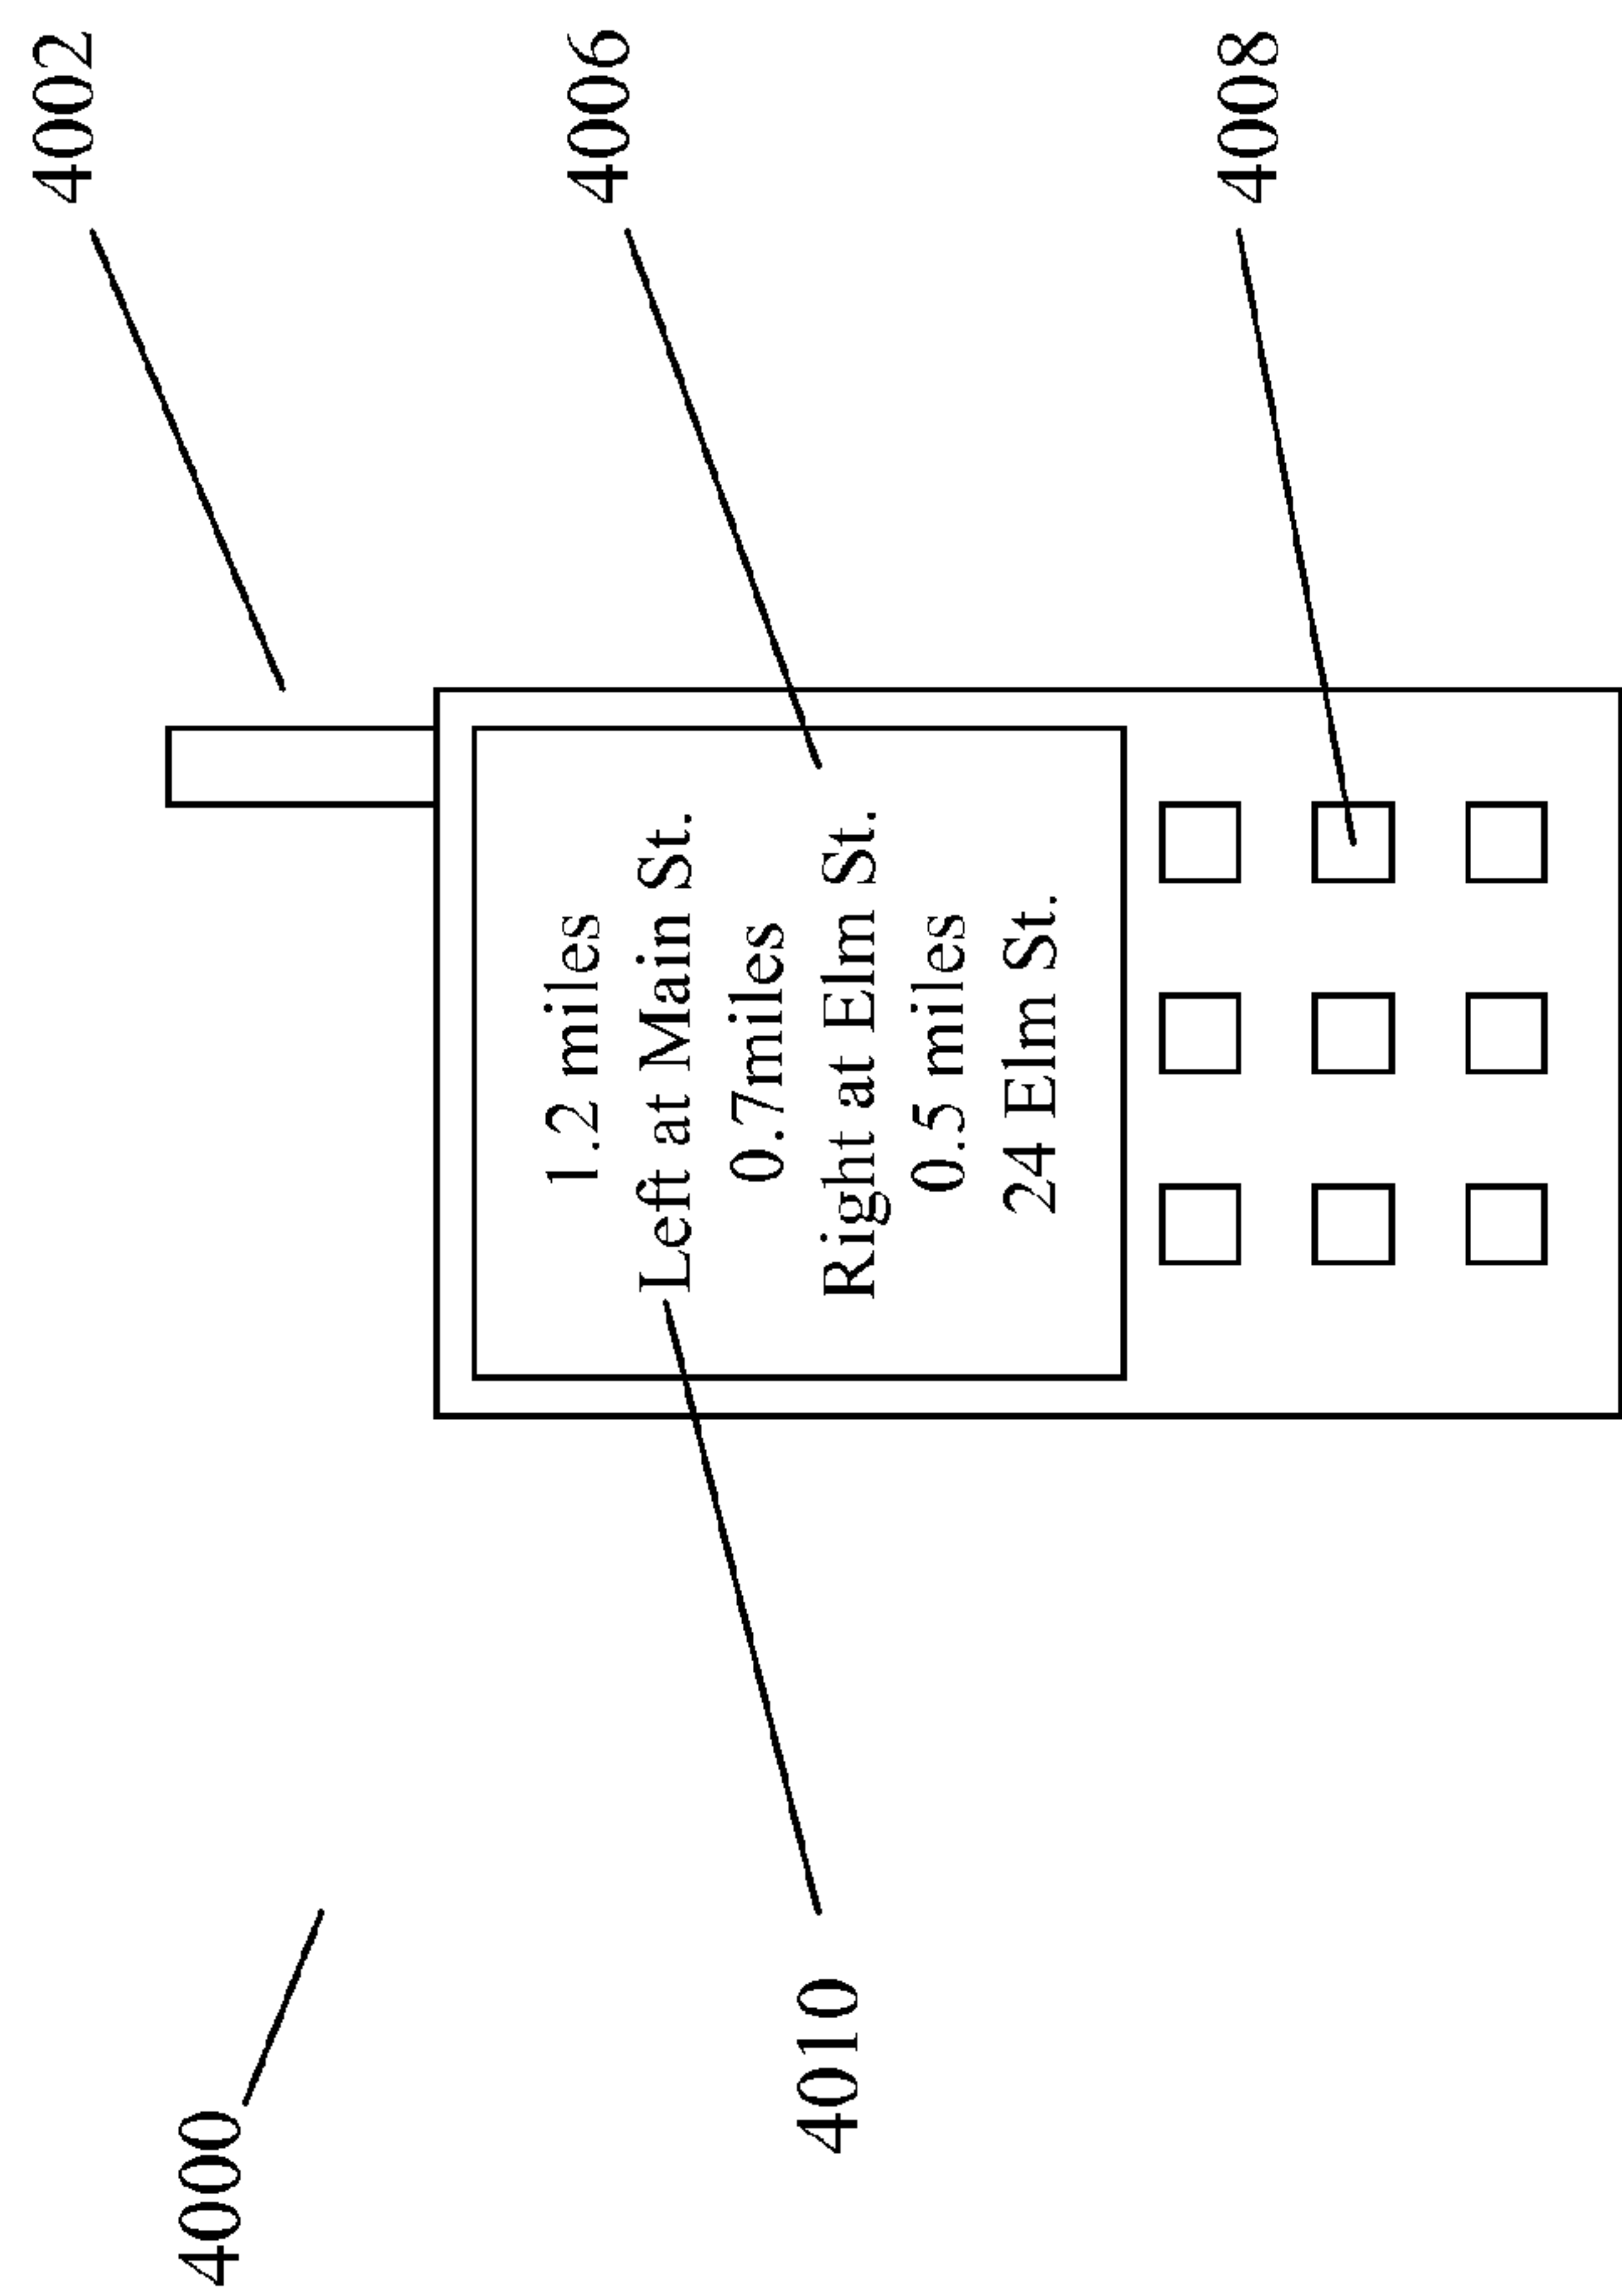 4002
4000
4006
4010
4008
1.2 miles
Left at Main St.
0.7miles
Right at Elm St.
0.5 miles
24 Elm St.